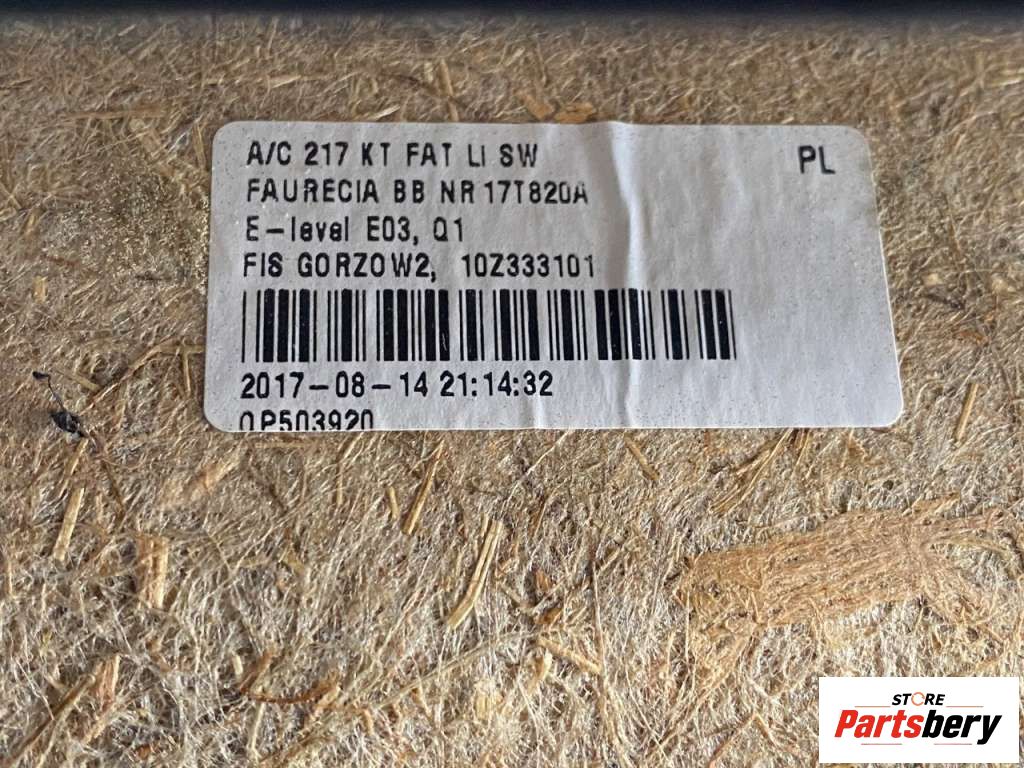 A/C 217 KT FAT LI SW
PL
FAURECIA BB NR 17T820A
E-level E03, Q1
FIS GORZOW2, 10Z333101
2017-08-14 21:14:32
0P503920
STORE
Partsbery